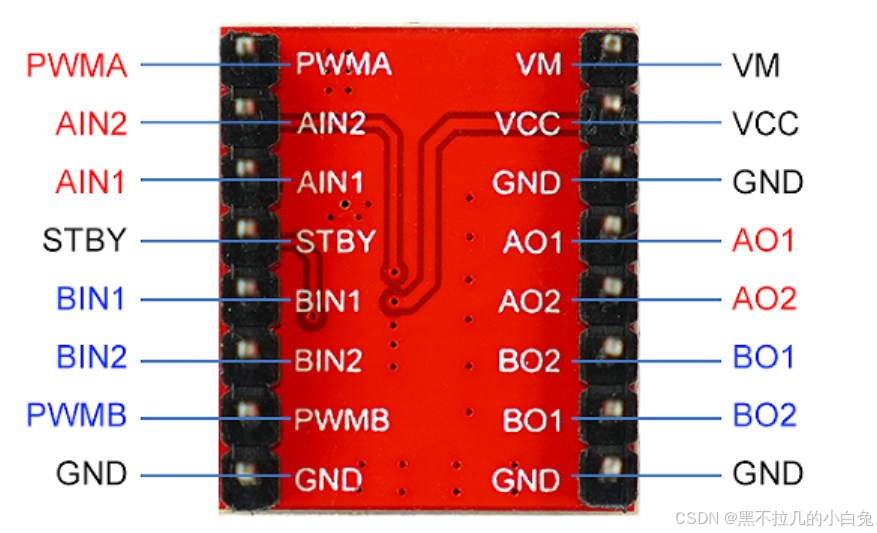 PWMA PWMA VM VM
AIN2 AIN2 VCC VCC
AIN1 AIN1 GND GND
STBY STBY AO1 AO1
BIN1 BIN1 AO2 AO2
BIN2 BIN2 BO2 BO1
PWMB PWMB BO1 BO2
GND GND GND GND
CSDN @黑不拉几的小白兔